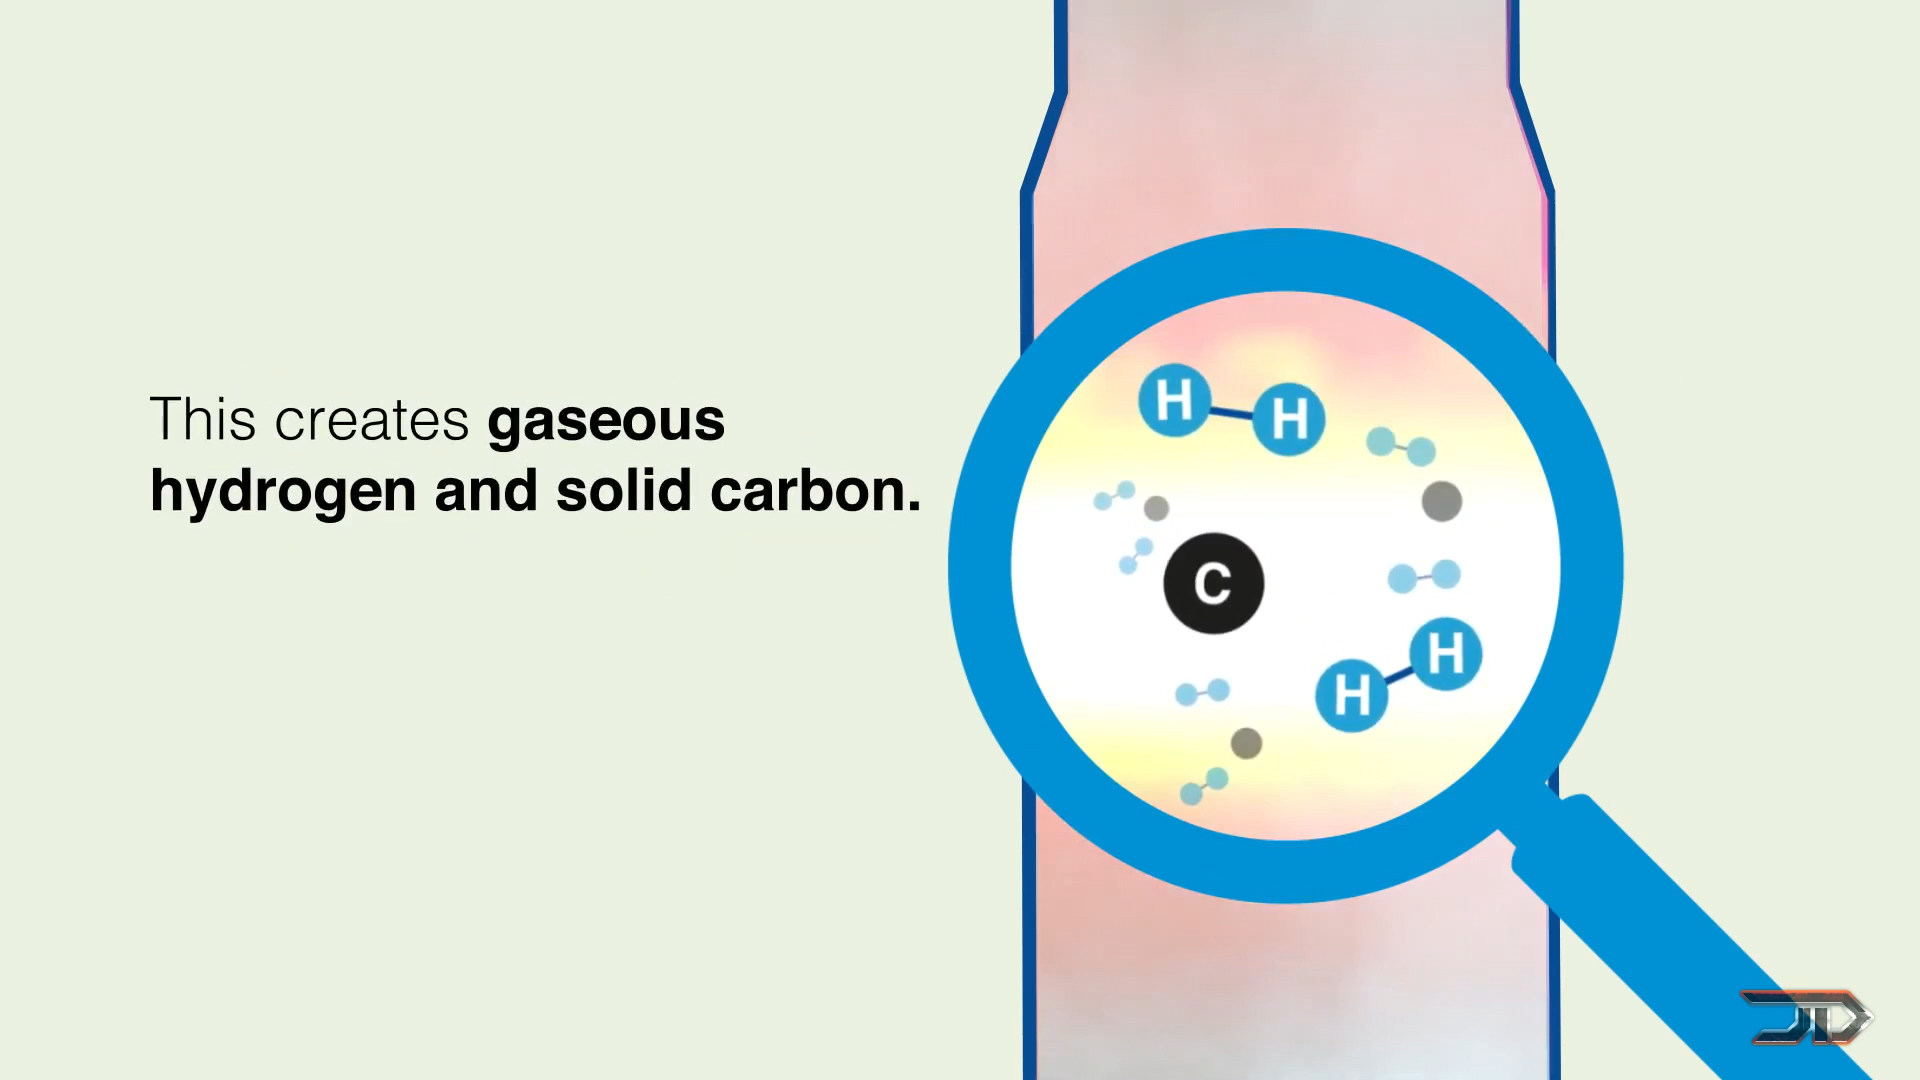 This creates gaseous
hydrogen and solid carbon.
H H
C
H H